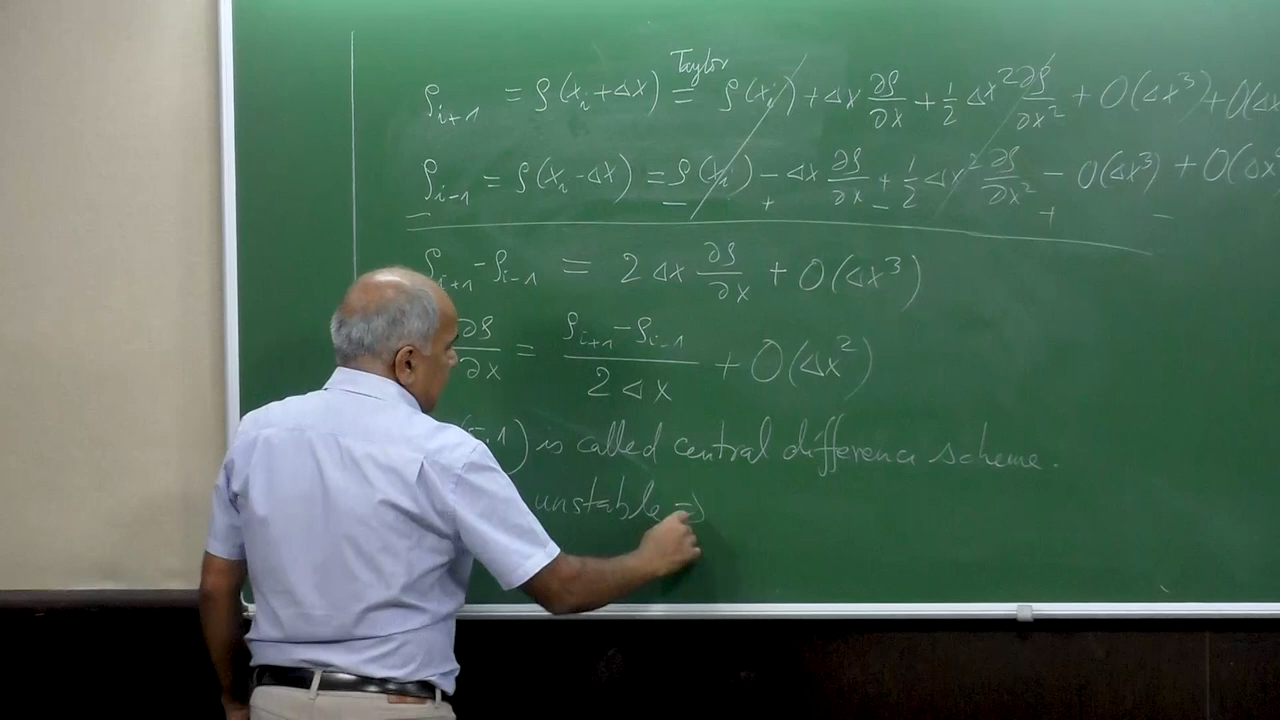 Taylor
ρ_{i+1} = ρ(x_i + Δx) = ρ(x_i) + Δx ∂ρ/∂x + 1/2 Δx² ∂ρ/∂x² + O(Δx³) + O(Δx
ρ_{i-1} = ρ(x_i - Δx) = ρ(x_i) - Δx ∂ρ/∂x + 1/2 Δx² ∂ρ/∂x² - O(Δx³) + O(Δx
ρ_{i+1} - ρ_{i-1} = 2Δx ∂ρ/∂x + O(Δx³)
∂ρ/∂x = (ρ_{i+1} - ρ_{i-1}) / 2Δx + O(Δx²)
) is called central difference scheme.
unstable ⇒